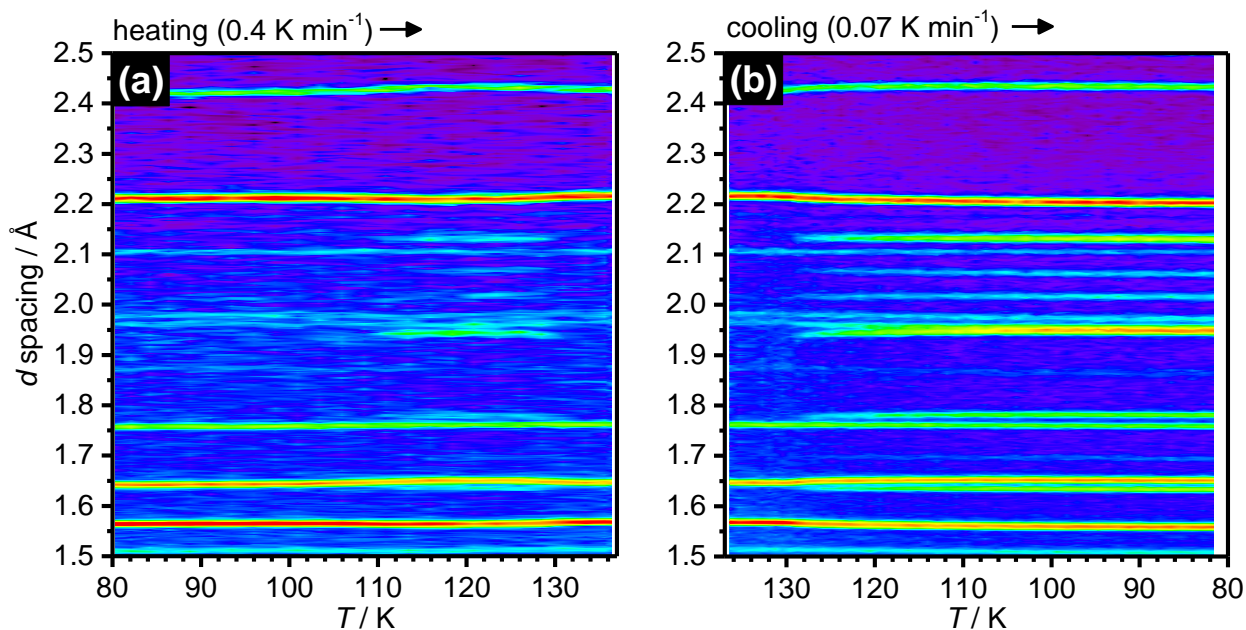 heating (0.4 K min⁻¹) → cooling (0.07 K min⁻¹) →
(a) (b)
2.5 2.5
2.4 2.4
2.3 2.3
2.2 2.2
2.1 2.1
2.0 2.0
1.9 1.9
1.8 1.8
1.7 1.7
1.6 1.6
1.5 1.5
d spacing / Å
80 90 100 110 120 130 130 120 110 100 90 80
T / K T / K